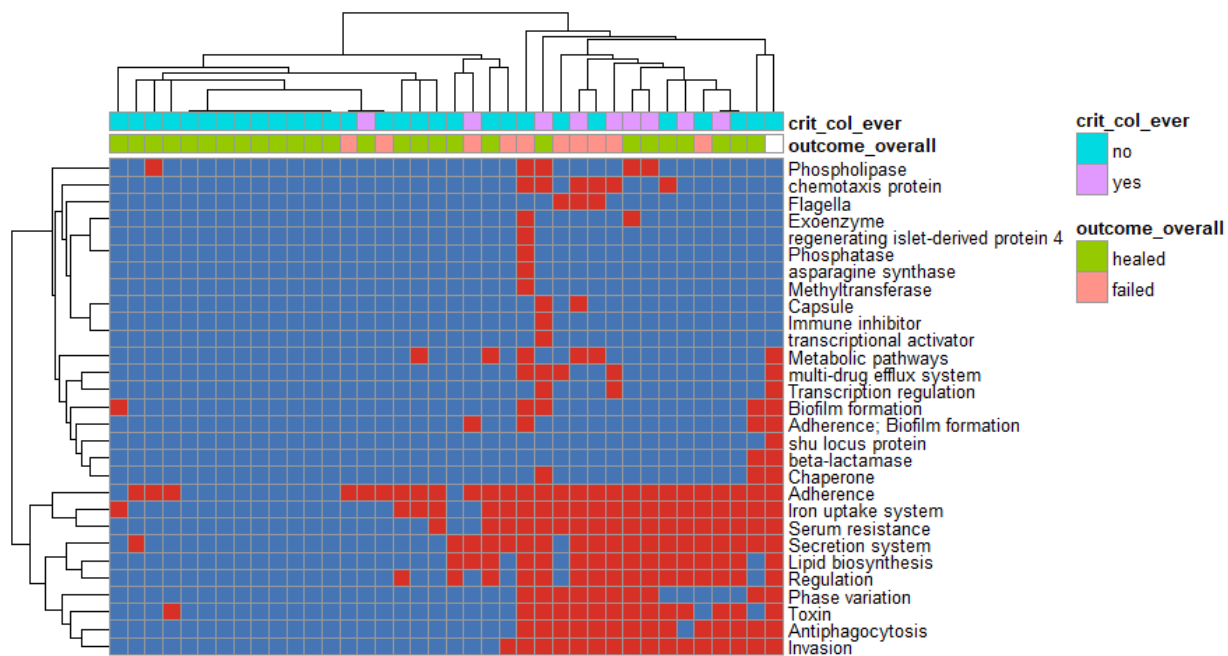 crit_col_ever
outcome_overall
Phospholipase
chemotaxis protein
Flagella
Exoenzyme
regenerating islet-derived protein 4
Phosphatase
asparagine synthase
Methyltransferase
Capsule
Immune inhibitor
transcriptional activator
Metabolic pathways
multi-drug efflux system
Transcription regulation
Biofilm formation
Adherence; Biofilm formation
shu locus protein
beta-lactamase
Chaperone
Adherence
Iron uptake system
Serum resistance
Secretion system
Lipid biosynthesis
Regulation
Phase variation
Toxin
Antiphagocytosis
Invasion
crit_col_ever
no
yes
outcome_overall
healed
failed